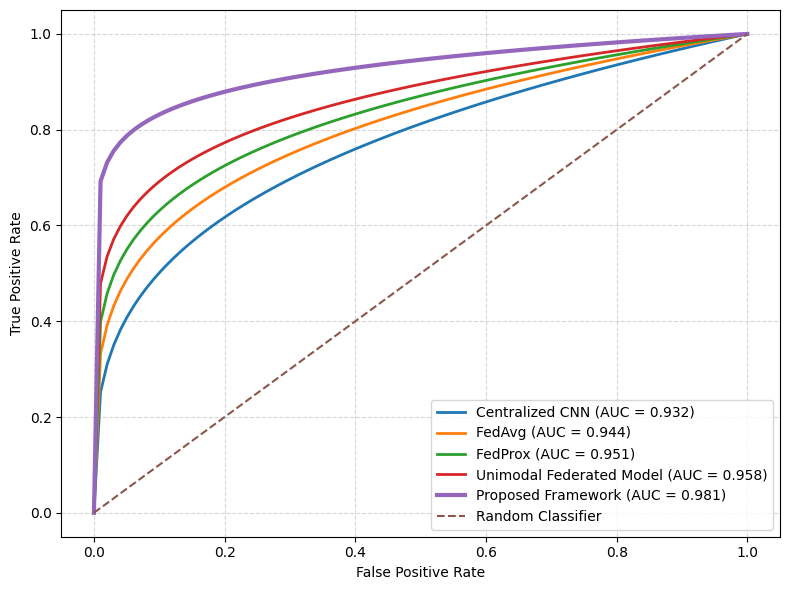 1.0
0.8
0.6
0.4
0.2
0.0
True Positive Rate
0.0 0.2 0.4 0.6 0.8 1.0
False Positive Rate
Centralized CNN (AUC = 0.932)
FedAvg (AUC = 0.944)
FedProx (AUC = 0.951)
Unimodal Federated Model (AUC = 0.958)
Proposed Framework (AUC = 0.981)
Random Classifier